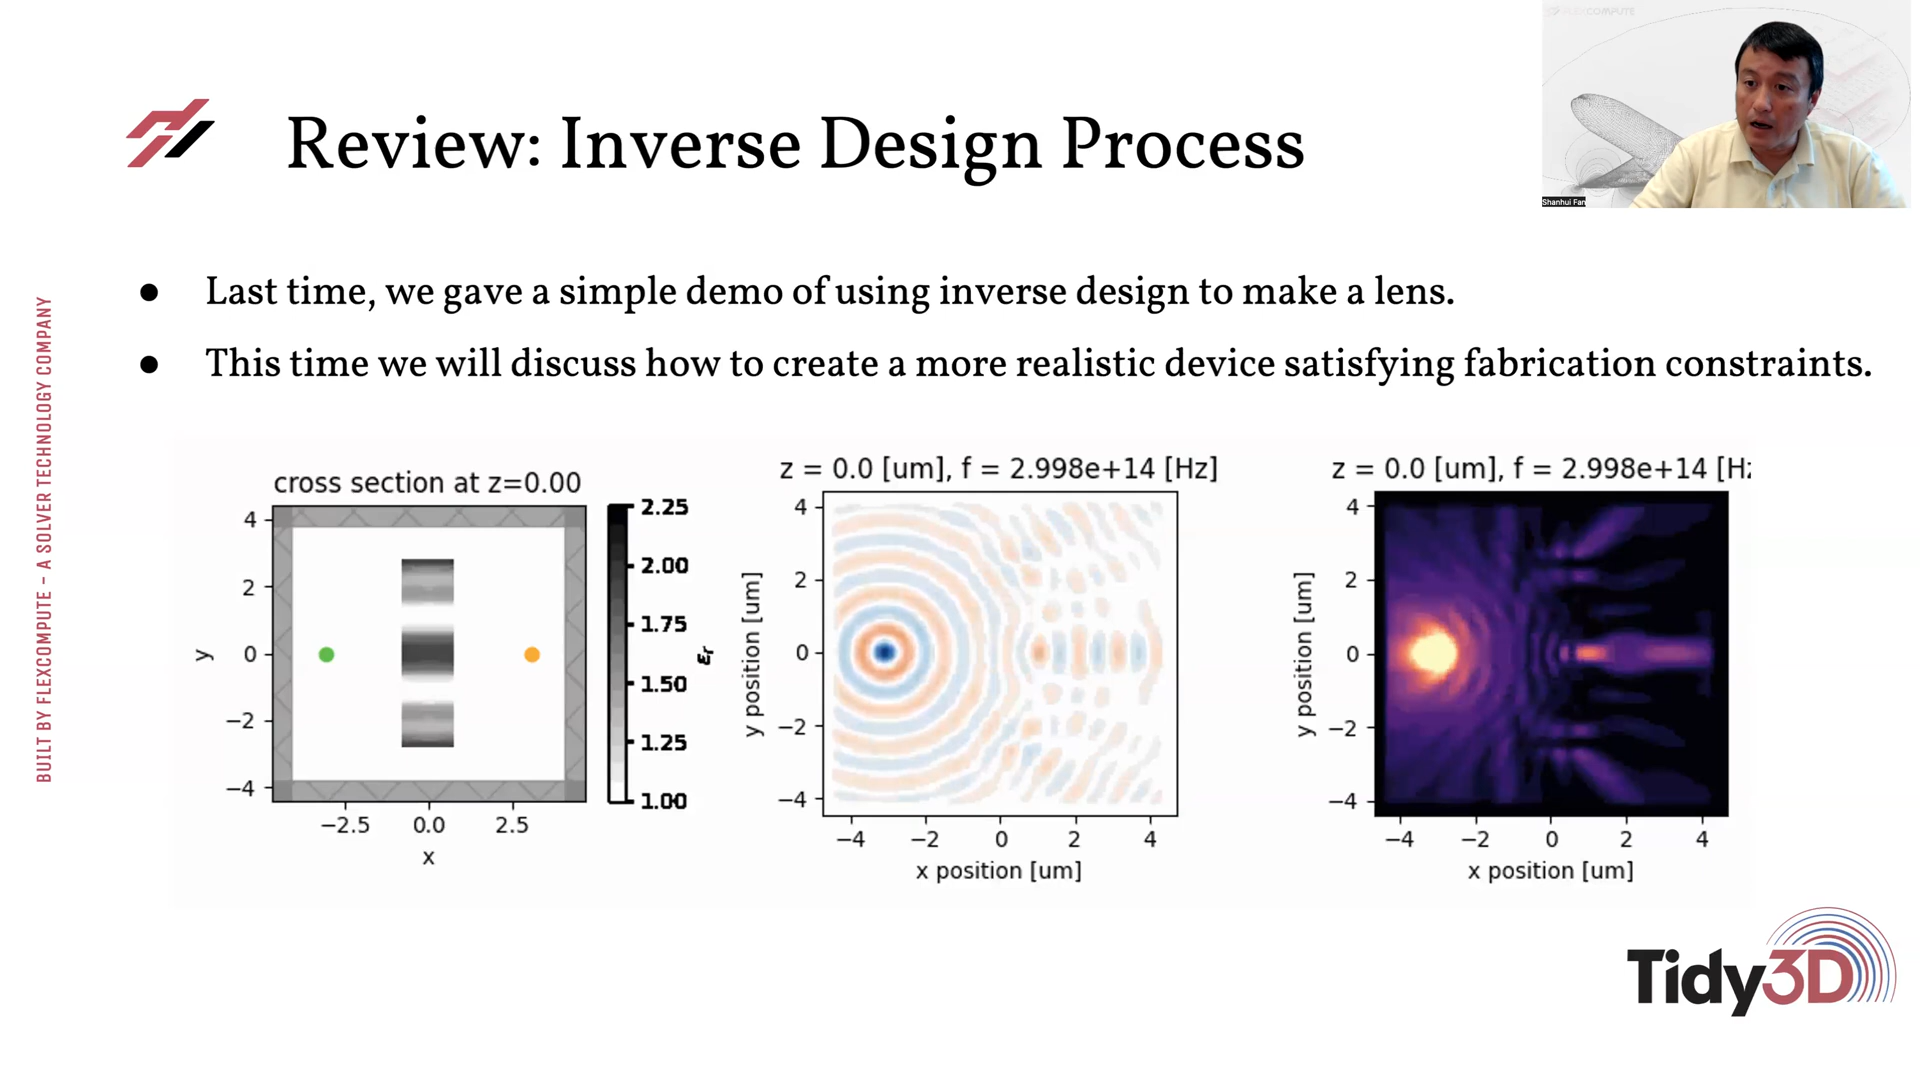 FLEXCOMPUTE
Shanhui Fan
Review: Inverse Design Process
● Last time, we gave a simple demo of using inverse design to make a lens.
● This time we will discuss how to create a more realistic device satisfying fabrication constraints.
BUILT BY FLEXCOMPUTE – A SOLVER TECHNOLOGY COMPANY
cross section at z=0.00
4
2
0
−2
−4
y
−2.5 0.0 2.5
x
2.25
2.00
1.75
1.50
1.25
1.00
εr
z = 0.0 [um], f = 2.998e+14 [Hz]
4
2
0
−2
−4
y position [um]
−4 −2 0 2 4
x position [um]
z = 0.0 [um], f = 2.998e+14 [Hz
4
2
0
−2
−4
y position [um]
−4 −2 0 2 4
x position [um]
Tidy3D